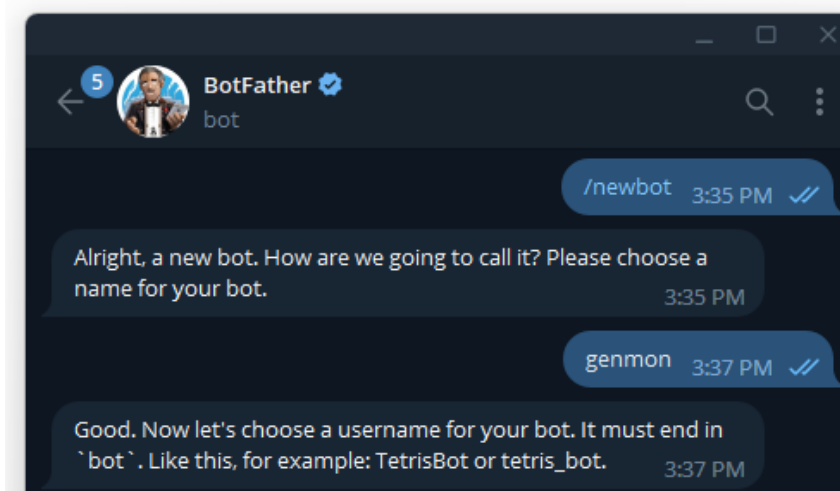 5
BotFather
bot
/newbot 3:35 PM
Alright, a new bot. How are we going to call it? Please choose a
name for your bot. 3:35 PM
genmon 3:37 PM
Good. Now let's choose a username for your bot. It must end in
`bot`. Like this, for example: TetrisBot or tetris_bot. 3:37 PM